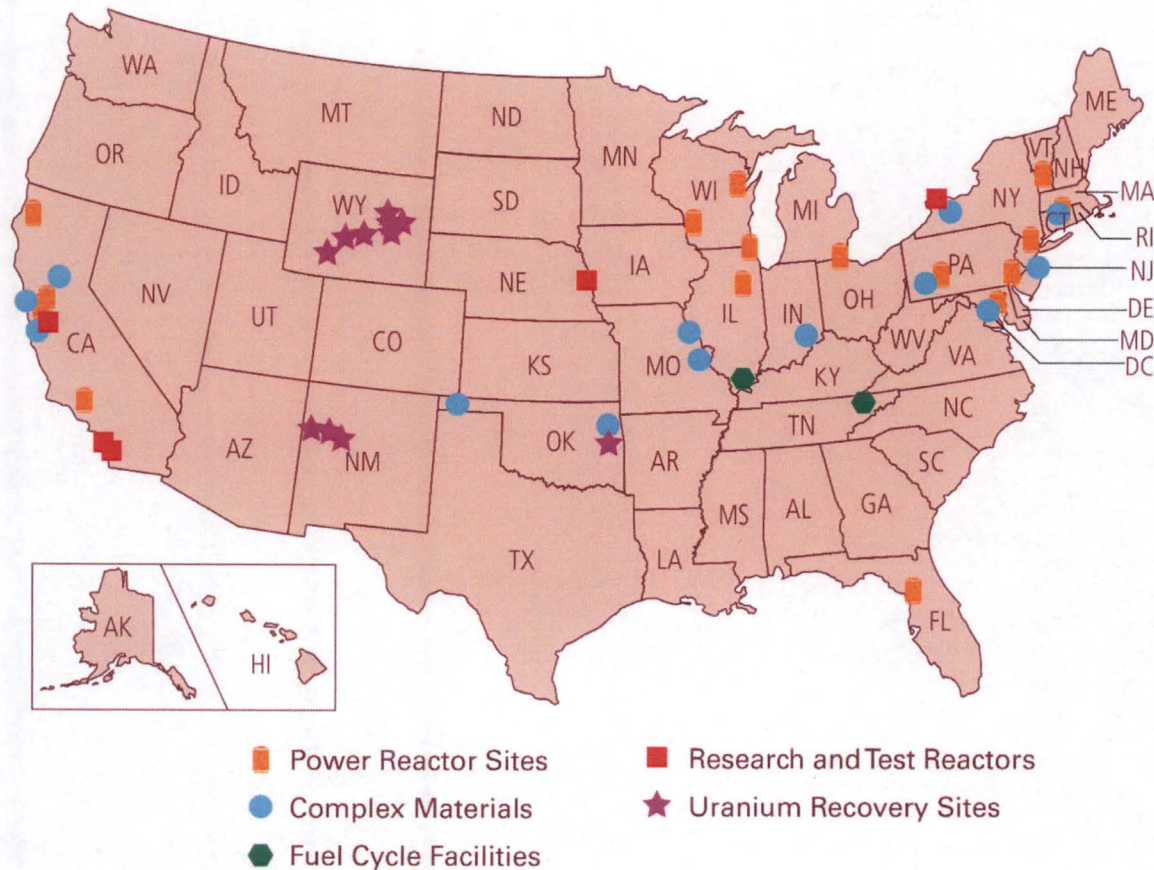 WA
MT
ND
MN
ME
OR
ID
WY
SD
WI
MI
VT
NH
NY
MA
RI
CT
NJ
NE
IA
PA
NV
UT
CO
IL
IN
OH
DE
MD
DC
CA
KS
MO
KY
WV
VA
AZ
NM
OK
AR
TN
NC
SC
TX
LA
MS
AL
GA
FL
AK
HI
Power Reactor Sites
Complex Materials
Fuel Cycle Facilities
Research and Test Reactors
Uranium Recovery Sites